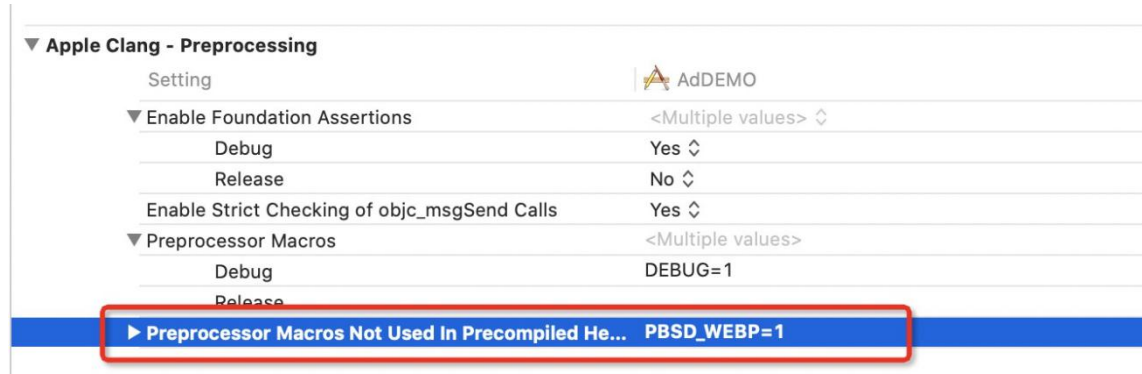 Apple Clang - Preprocessing
Setting AdDEMO
Enable Foundation Assertions <Multiple values>
Debug Yes
Release No
Enable Strict Checking of objc_msgSend Calls Yes
Preprocessor Macros <Multiple values>
Debug DEBUG=1
Release
Preprocessor Macros Not Used In Precompiled He... PBSD_WEBP=1